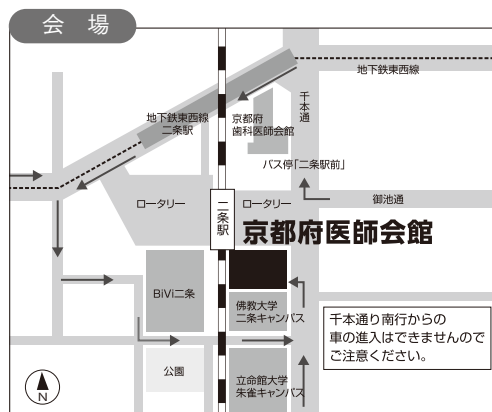 会 場
地下鉄東西線
地下鉄東西線
二条駅
京都府
歯科医師会館
千本通
バス停「二条駅前」
ロータリー
二条駅
ロータリー
御池通
京都府医師会館
BiVi二条
佛教大学
二条キャンパス
千本通り南行からの
車の進入はできませんので
ご注意ください。
公園
立命館大学
朱雀キャンパス
N